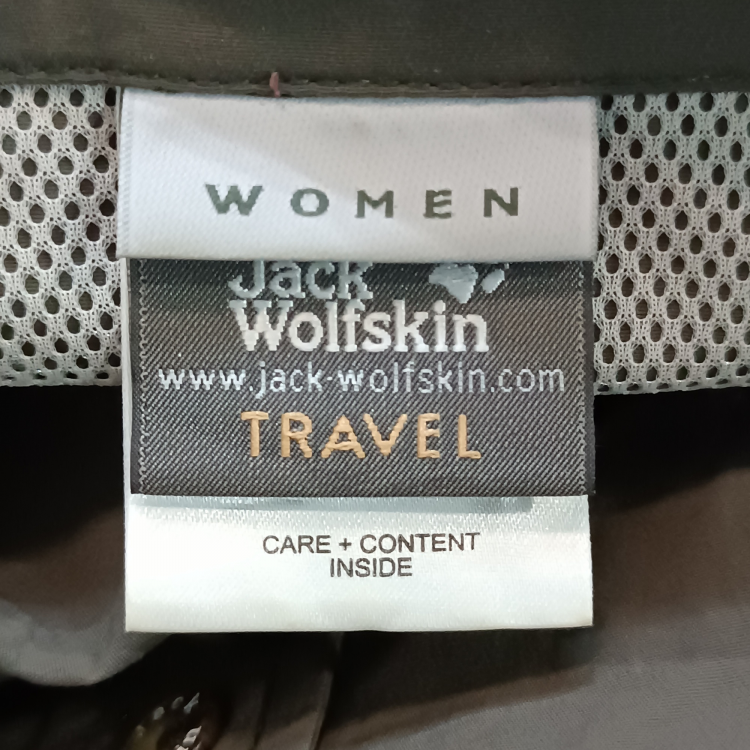 WOMEN
Jack
Wolfskin
www.jack-wolfskin.com
TRAVEL
CARE + CONTENT
INSIDE